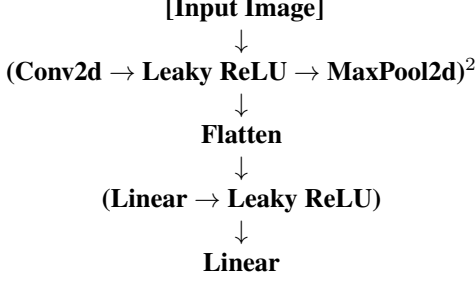 [Input Image]
↓
(Conv2d → Leaky ReLU → MaxPool2d)²
↓
Flatten
↓
(Linear → Leaky ReLU)
↓
Linear